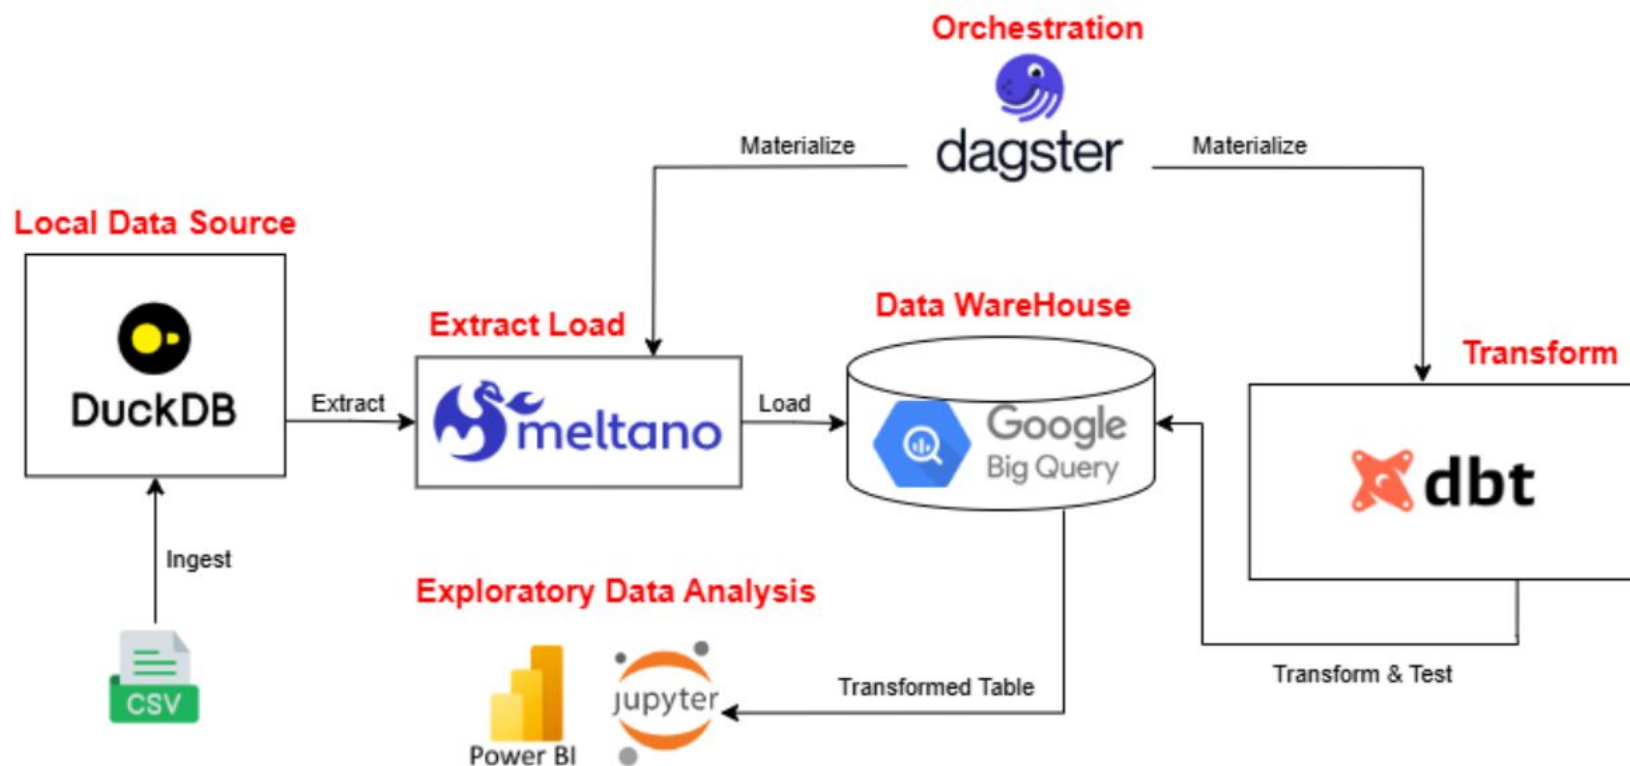 Orchestration
dagster
Materialize
Materialize
Local Data Source
DuckDB
Extract
Extract Load
meltano
Load
Data WareHouse
Google
Big Query
Transform
dbt
Ingest
CSV
Exploratory Data Analysis
Power BI
jupyter
Transformed Table
Transform & Test